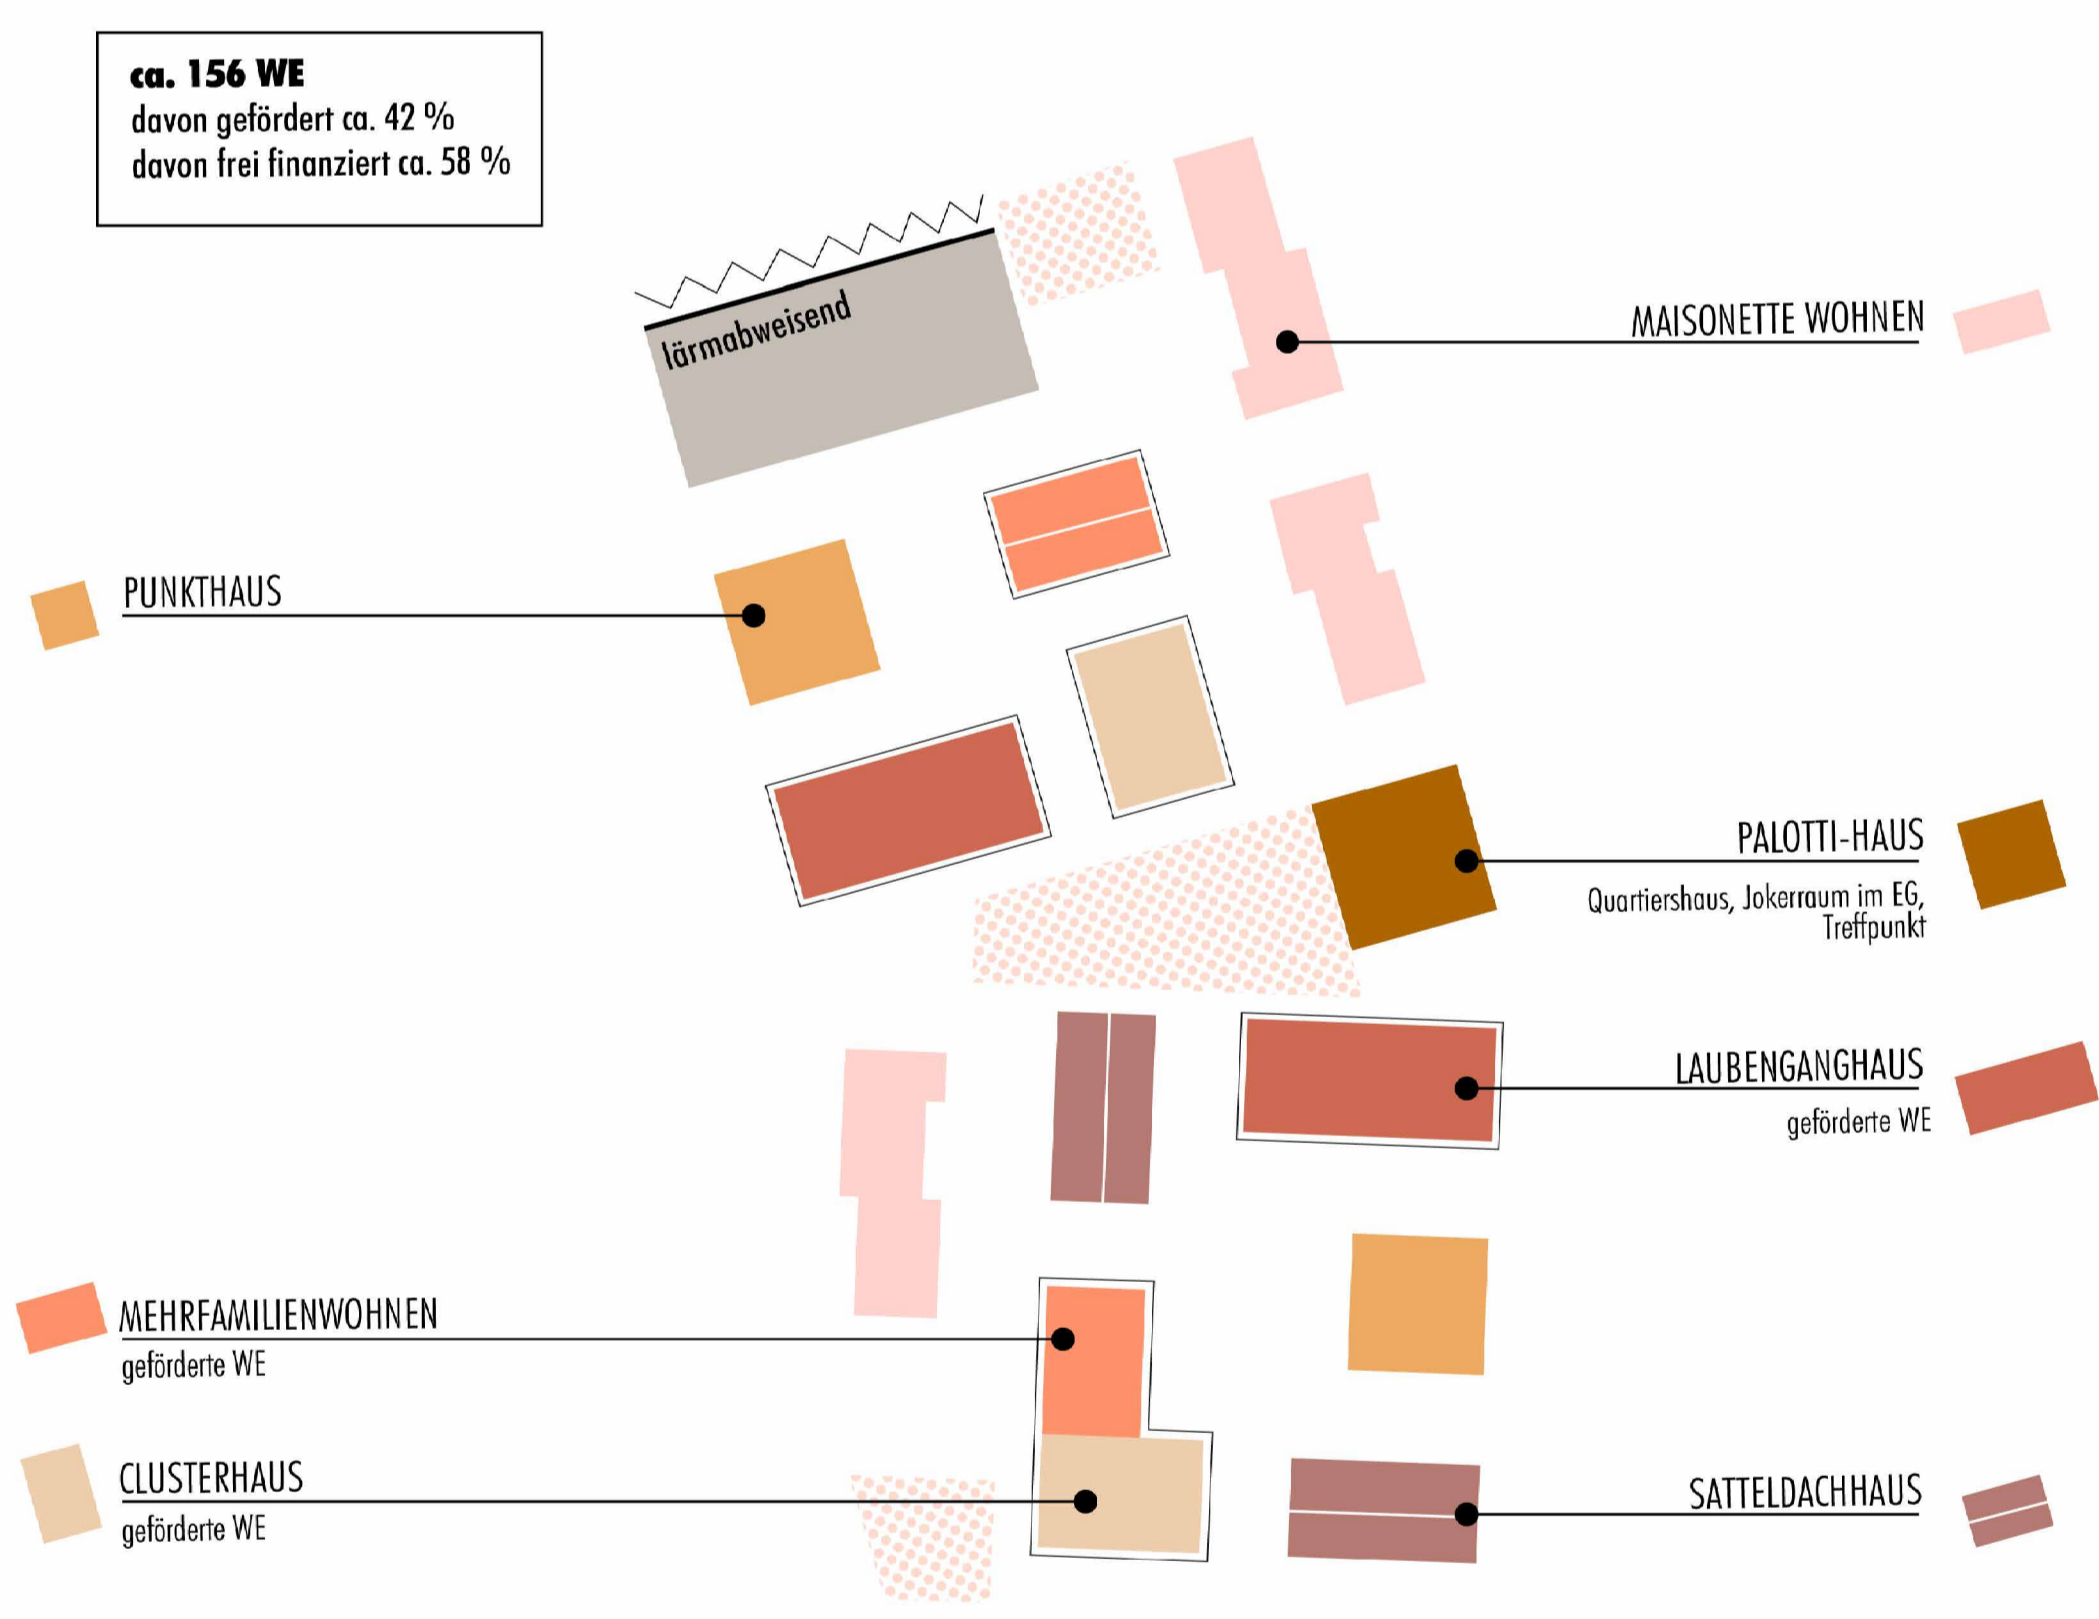 ca. 156 WE
davon gefördert ca. 42 %
davon frei finanziert ca. 58 %
lärmabweisend
MAISONETTE WOHNEN
PUNKTHAUS
PALOTTI-HAUS
Quartiershaus, Jokerraum im EG,
Treffpunkt
LAUBENGANGHAUS
geförderte WE
MEHRFAMILIENWOHNEN
geförderte WE
CLUSTERHAUS
geförderte WE
SATTELDACHHAUS